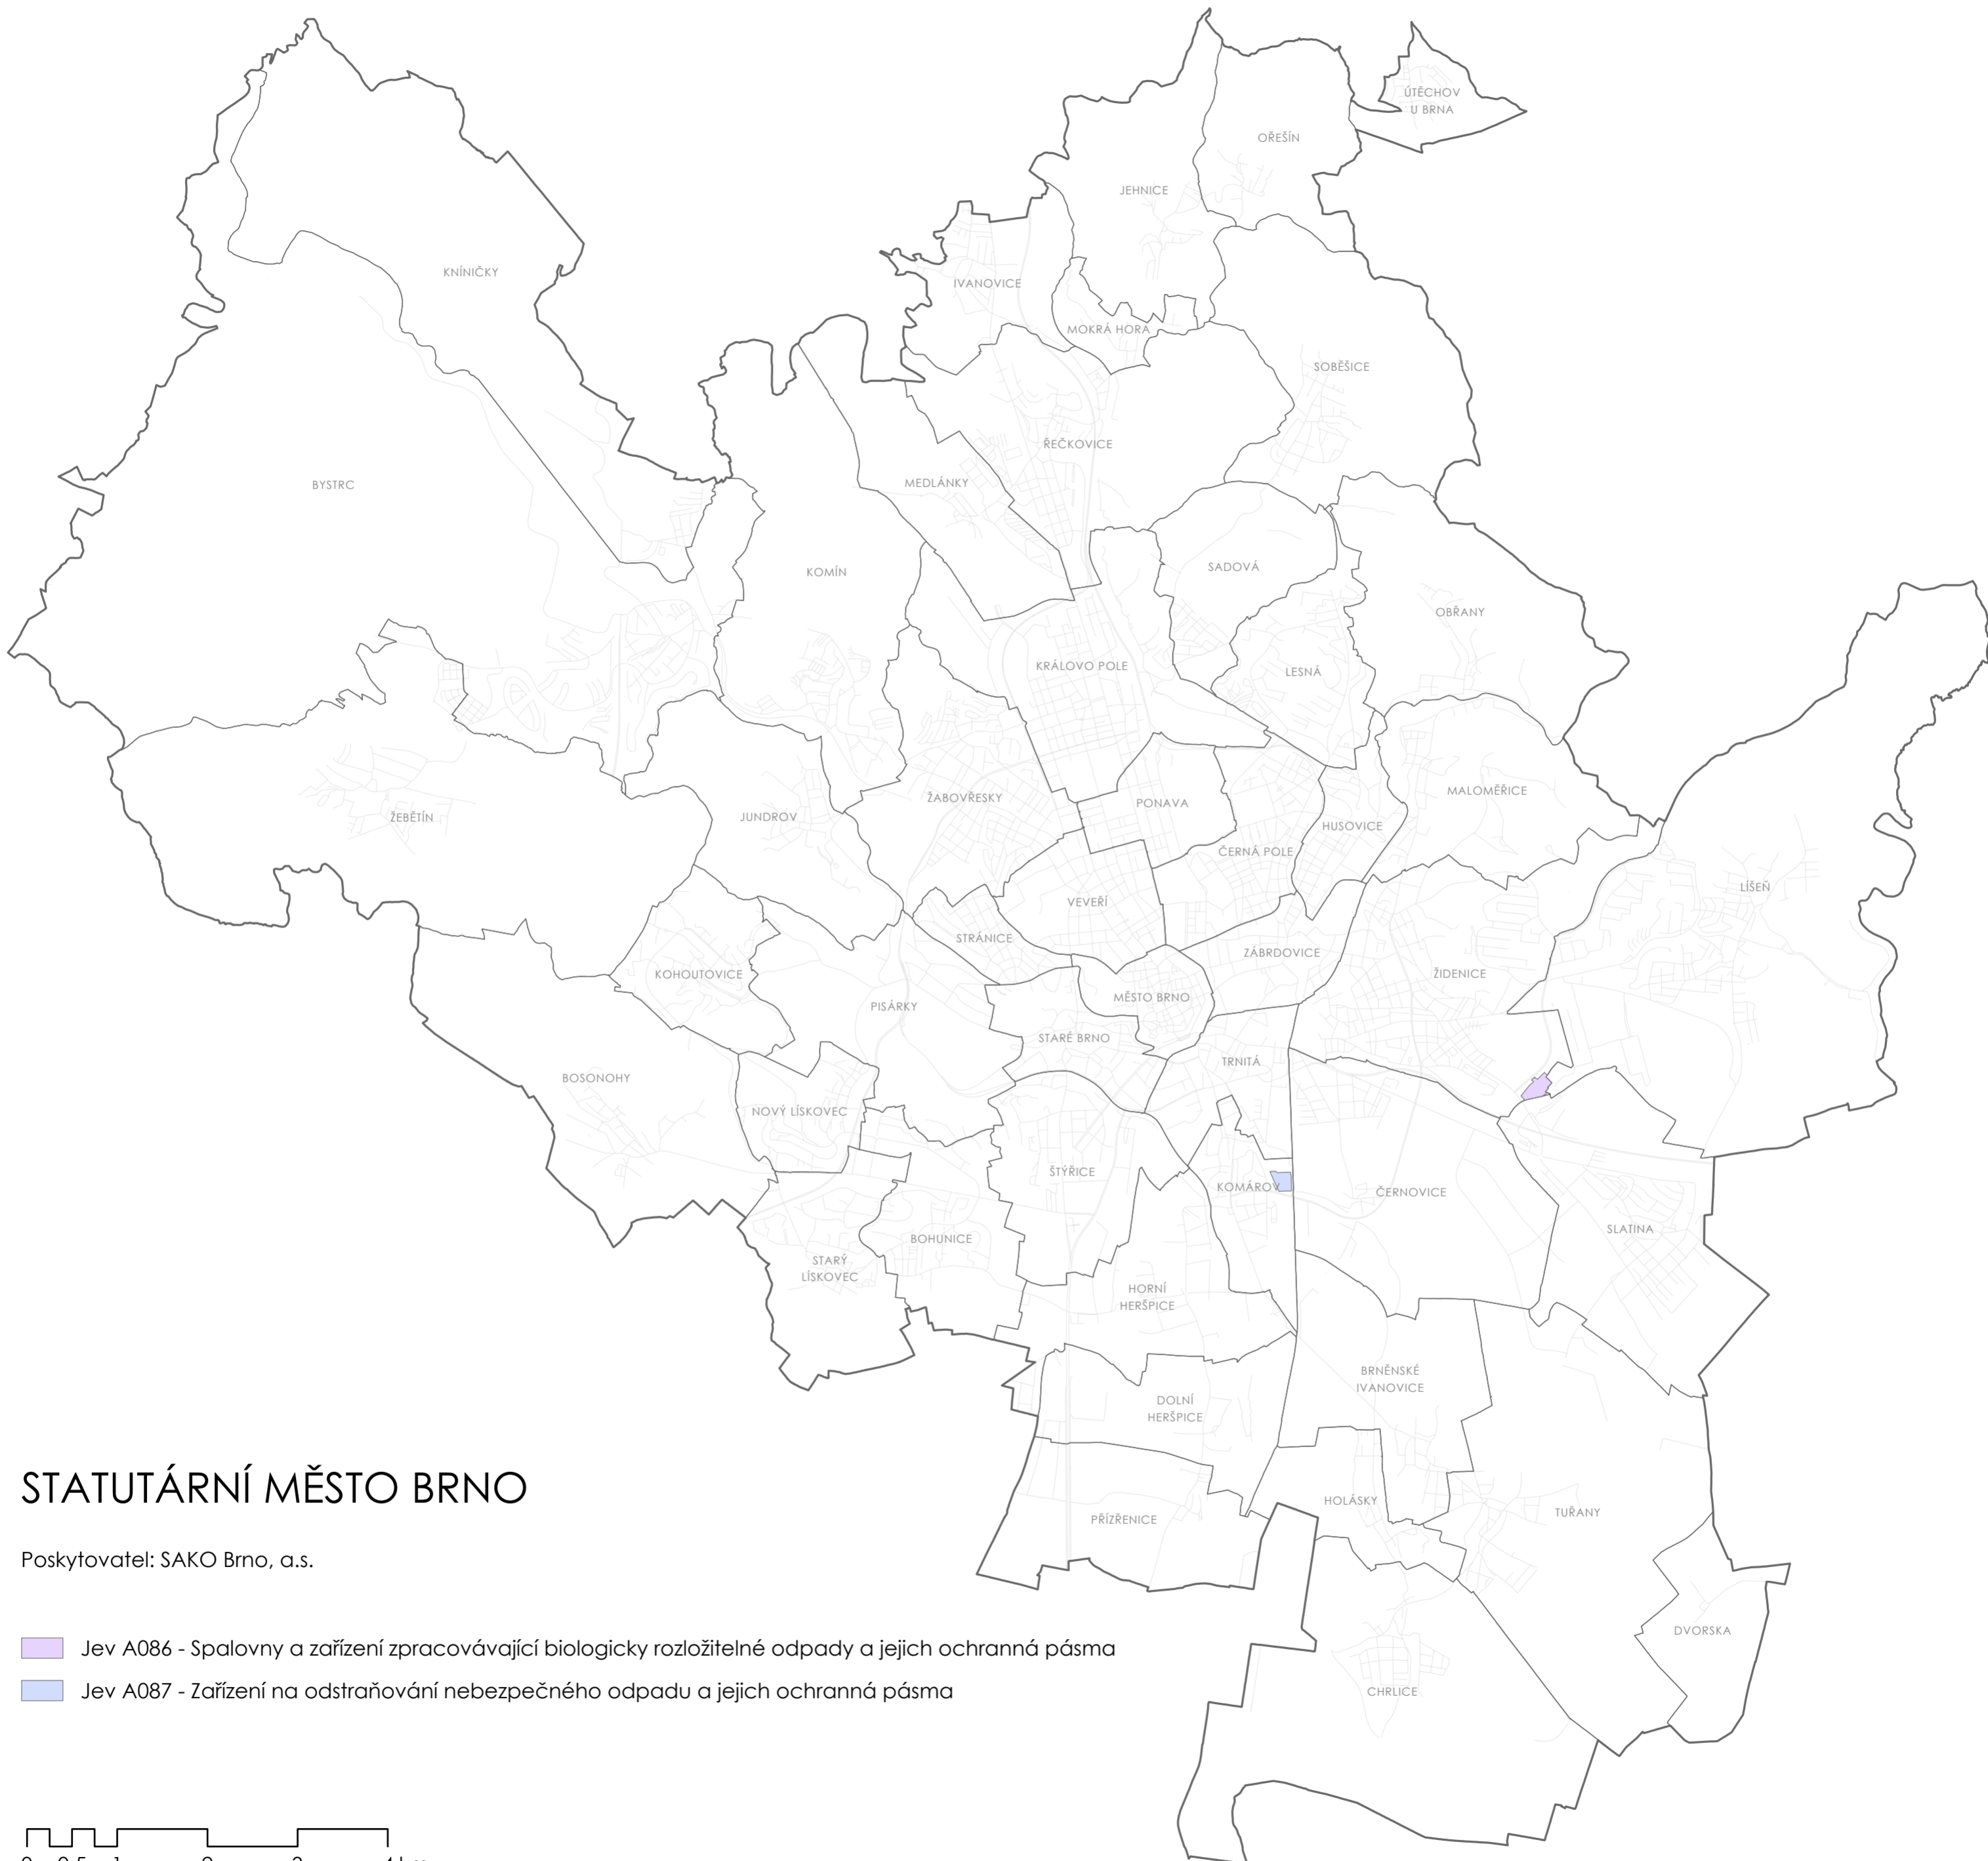 ÚTĚCHOV
U BRNA
OŘEŠÍN
JEHNICE
KNÍNIČKY
IVANOVICE
MOKRÁ HORA
SOBĚŠICE
ŘEČKOVICE
MEDLÁNKY
BYSTRC
SADOVÁ
KOMÍN
OBŘANY
KRÁLOVO POLE
LESNÁ
MALOMĚŘICE
ŽABOVŘESKY
PONAVA
ŽEBĚTÍN
JUNDROV
HUSOVICE
ČERNÁ POLE
LÍŠEŇ
VEVEŘÍ
STRÁNICE
ZÁBRDOVICE
KOHOUTOVICE
ŽIDENICE
MĚSTO BRNO
PISÁRKY
STARÉ BRNO
TRNITÁ
BOSONOHY
NOVÝ LÍSKOVEC
ŠTÝŘICE
KOMÁROV
ČERNOVICE
SLATINA
BOHUNICE
STARÝ
LÍSKOVEC
HORNÍ
HERŠPICE
BRNĚNSKÉ
IVANOVICE
DOLNÍ
HERŠPICE
HOLÁSKY
TUŘANY
PŘÍZŘENICE
DVORSKA
CHRLICE
STATUTÁRNÍ MĚSTO BRNO
Poskytovatel: SAKO Brno, a.s.
Jev A086 - Spalovny a zařízení zpracovávající biologicky rozložitelné odpady a jejich ochranná pásma
Jev A087 - Zařízení na odstraňování nebezpečného odpadu a jejich ochranná pásma